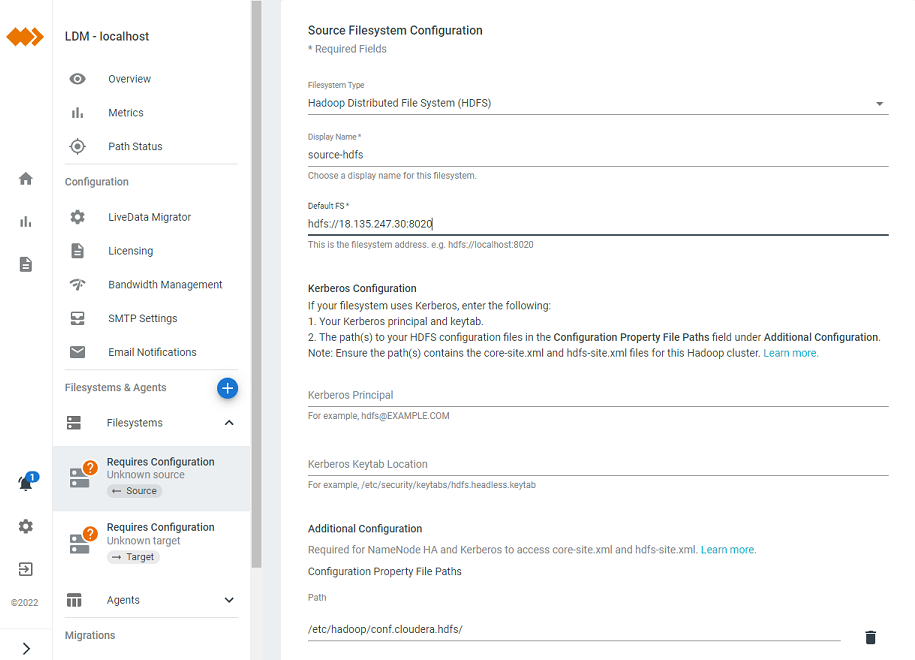 LDM - localhost
Overview
Metrics
Path Status
Configuration
LiveData Migrator
Licensing
Bandwidth Management
SMTP Settings
Email Notifications
Filesystems & Agents
Filesystems
Requires Configuration
Unknown source
← Source
Requires Configuration
Unknown target
→ Target
Agents
Migrations
1
©2022
Source Filesystem Configuration
* Required Fields
Filesystem Type
Hadoop Distributed File System (HDFS)
Display Name *
source-hdfs
Choose a display name for this filesystem.
Default FS *
hdfs://18.135.247.30:8020
This is the filesystem address. e.g. hdfs://localhost:8020
Kerberos Configuration
If your filesystem uses Kerberos, enter the following:
1. Your Kerberos principal and keytab.
2. The path(s) to your HDFS configuration files in the Configuration Property File Paths field under Additional Configuration.
Note: Ensure the path(s) contains the core-site.xml and hdfs-site.xml files for this Hadoop cluster. Learn more.
Kerberos Principal
For example, hdfs@EXAMPLE.COM
Kerberos Keytab Location
For example, /etc/security/keytabs/hdfs.headless.keytab
Additional Configuration
Required for NameNode HA and Kerberos to access core-site.xml and hdfs-site.xml. Learn more.
Configuration Property File Paths
Path
/etc/hadoop/conf.cloudera.hdfs/